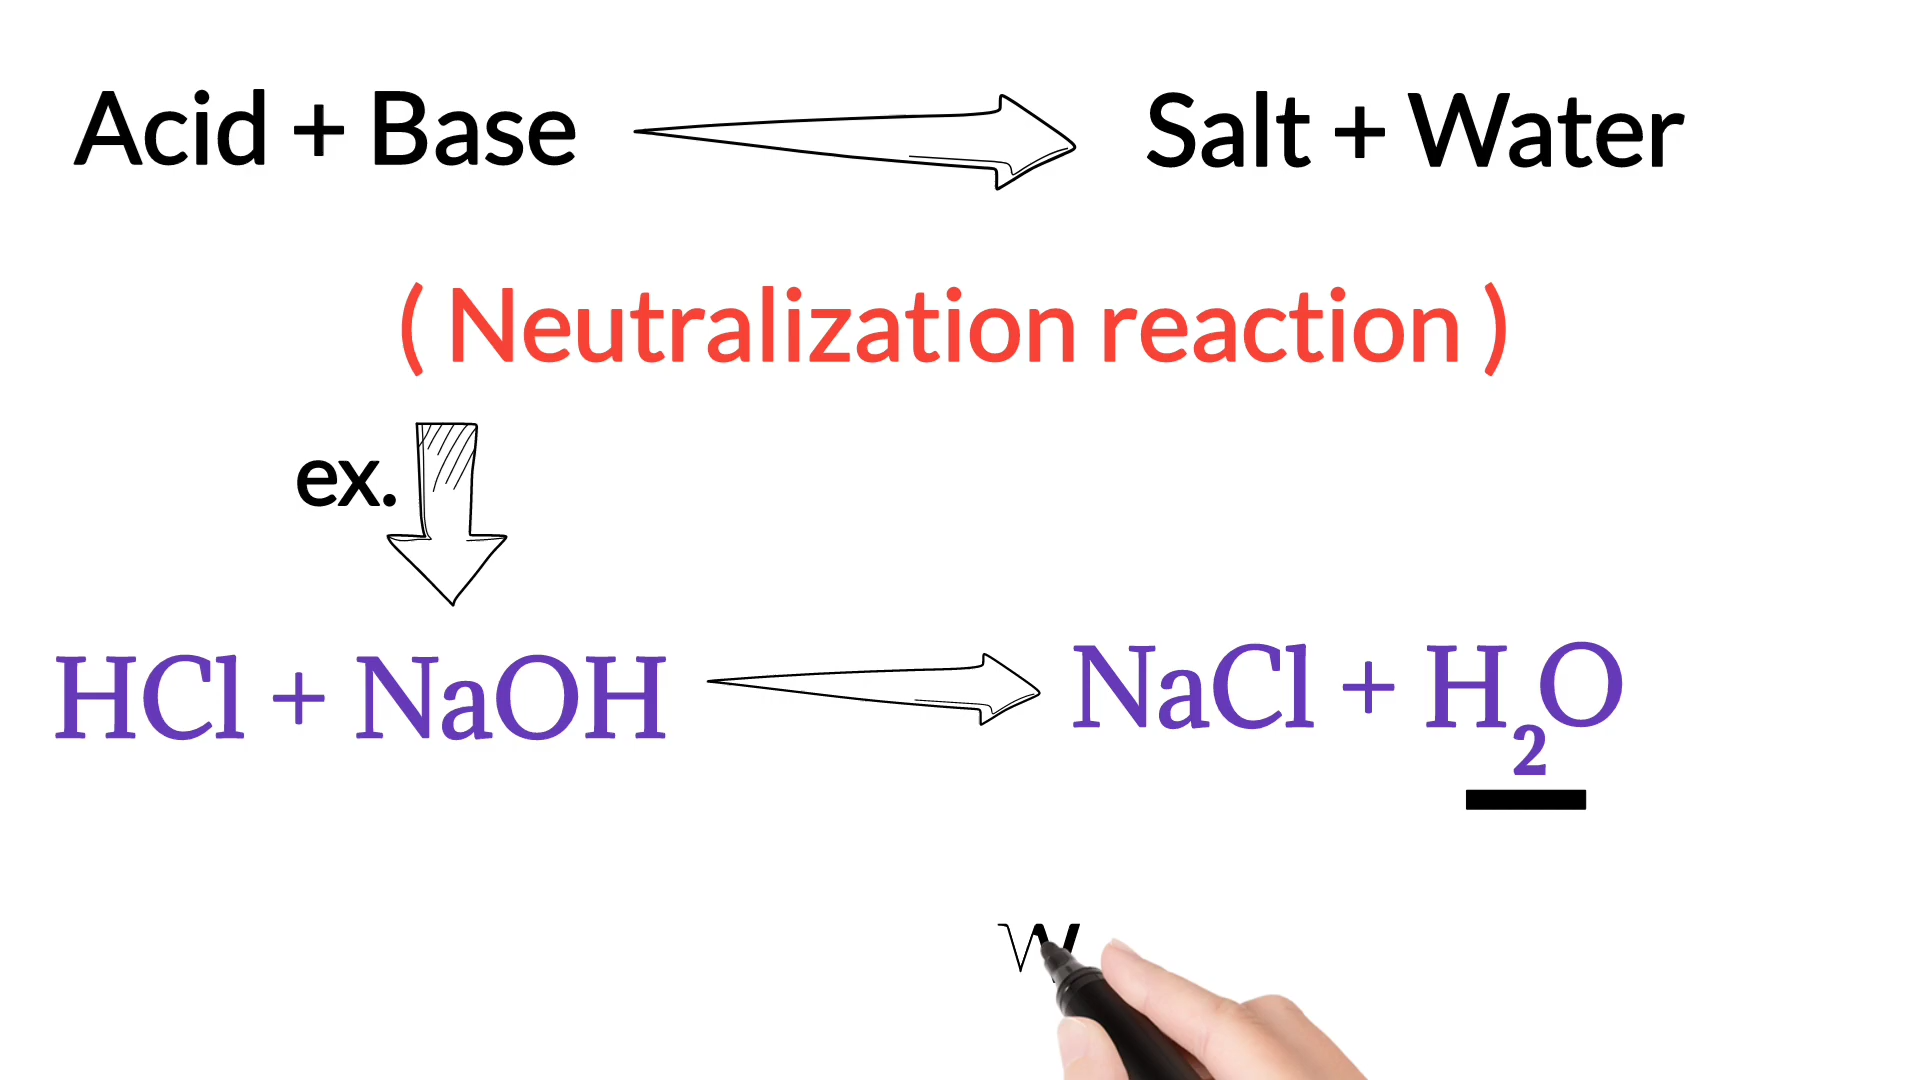 Acid + Base Salt + Water
( Neutralization reaction )
ex.
HCl + NaOH NaCl + H₂O